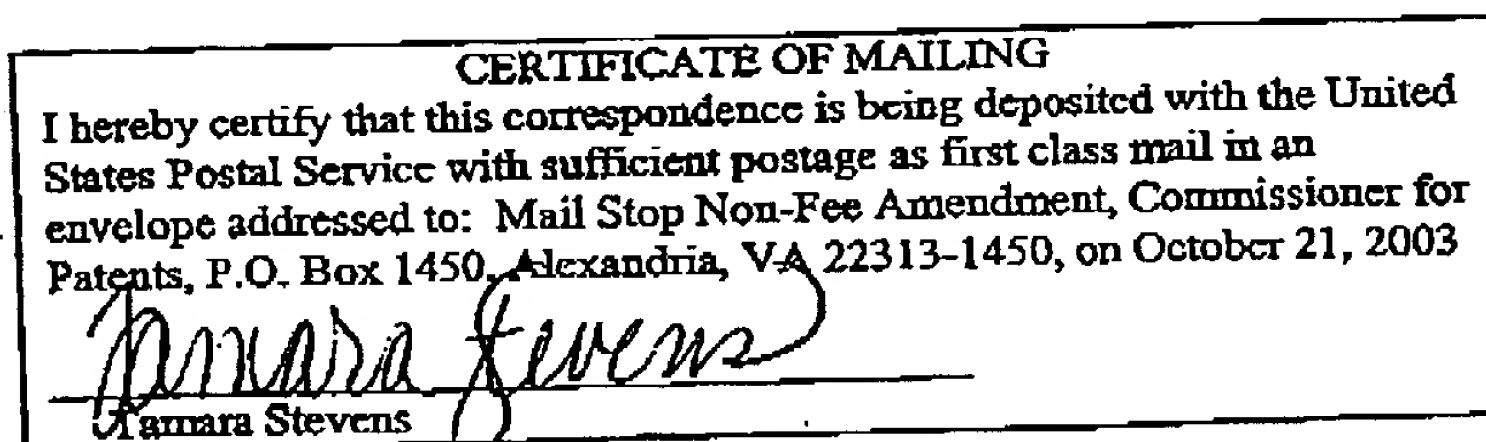 CERTIFICATE OF MAILING
I hereby certify that this correspondence is being deposited with the United
States Postal Service with sufficient postage as first class mail in an
envelope addressed to: Mail Stop Non-Fee Amendment, Commissioner for
Patents, P.O. Box 1450, Alexandria, VA 22313-1450, on October 21, 2003
Tamara Stevens
Tamara Stevens